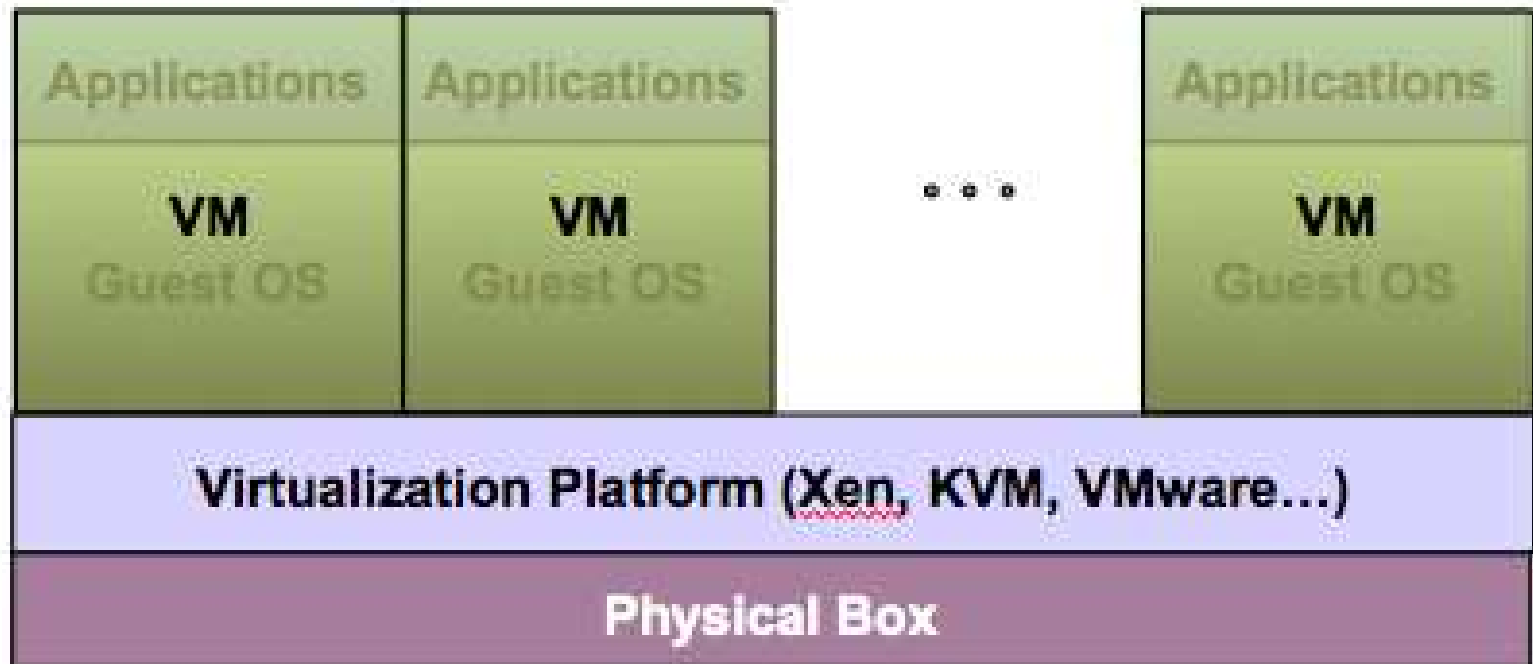 Applications Applications Applications
VM VM ... VM
Guest OS Guest OS Guest OS
Virtualization Platform (Xen, KVM, VMware...)
Physical Box